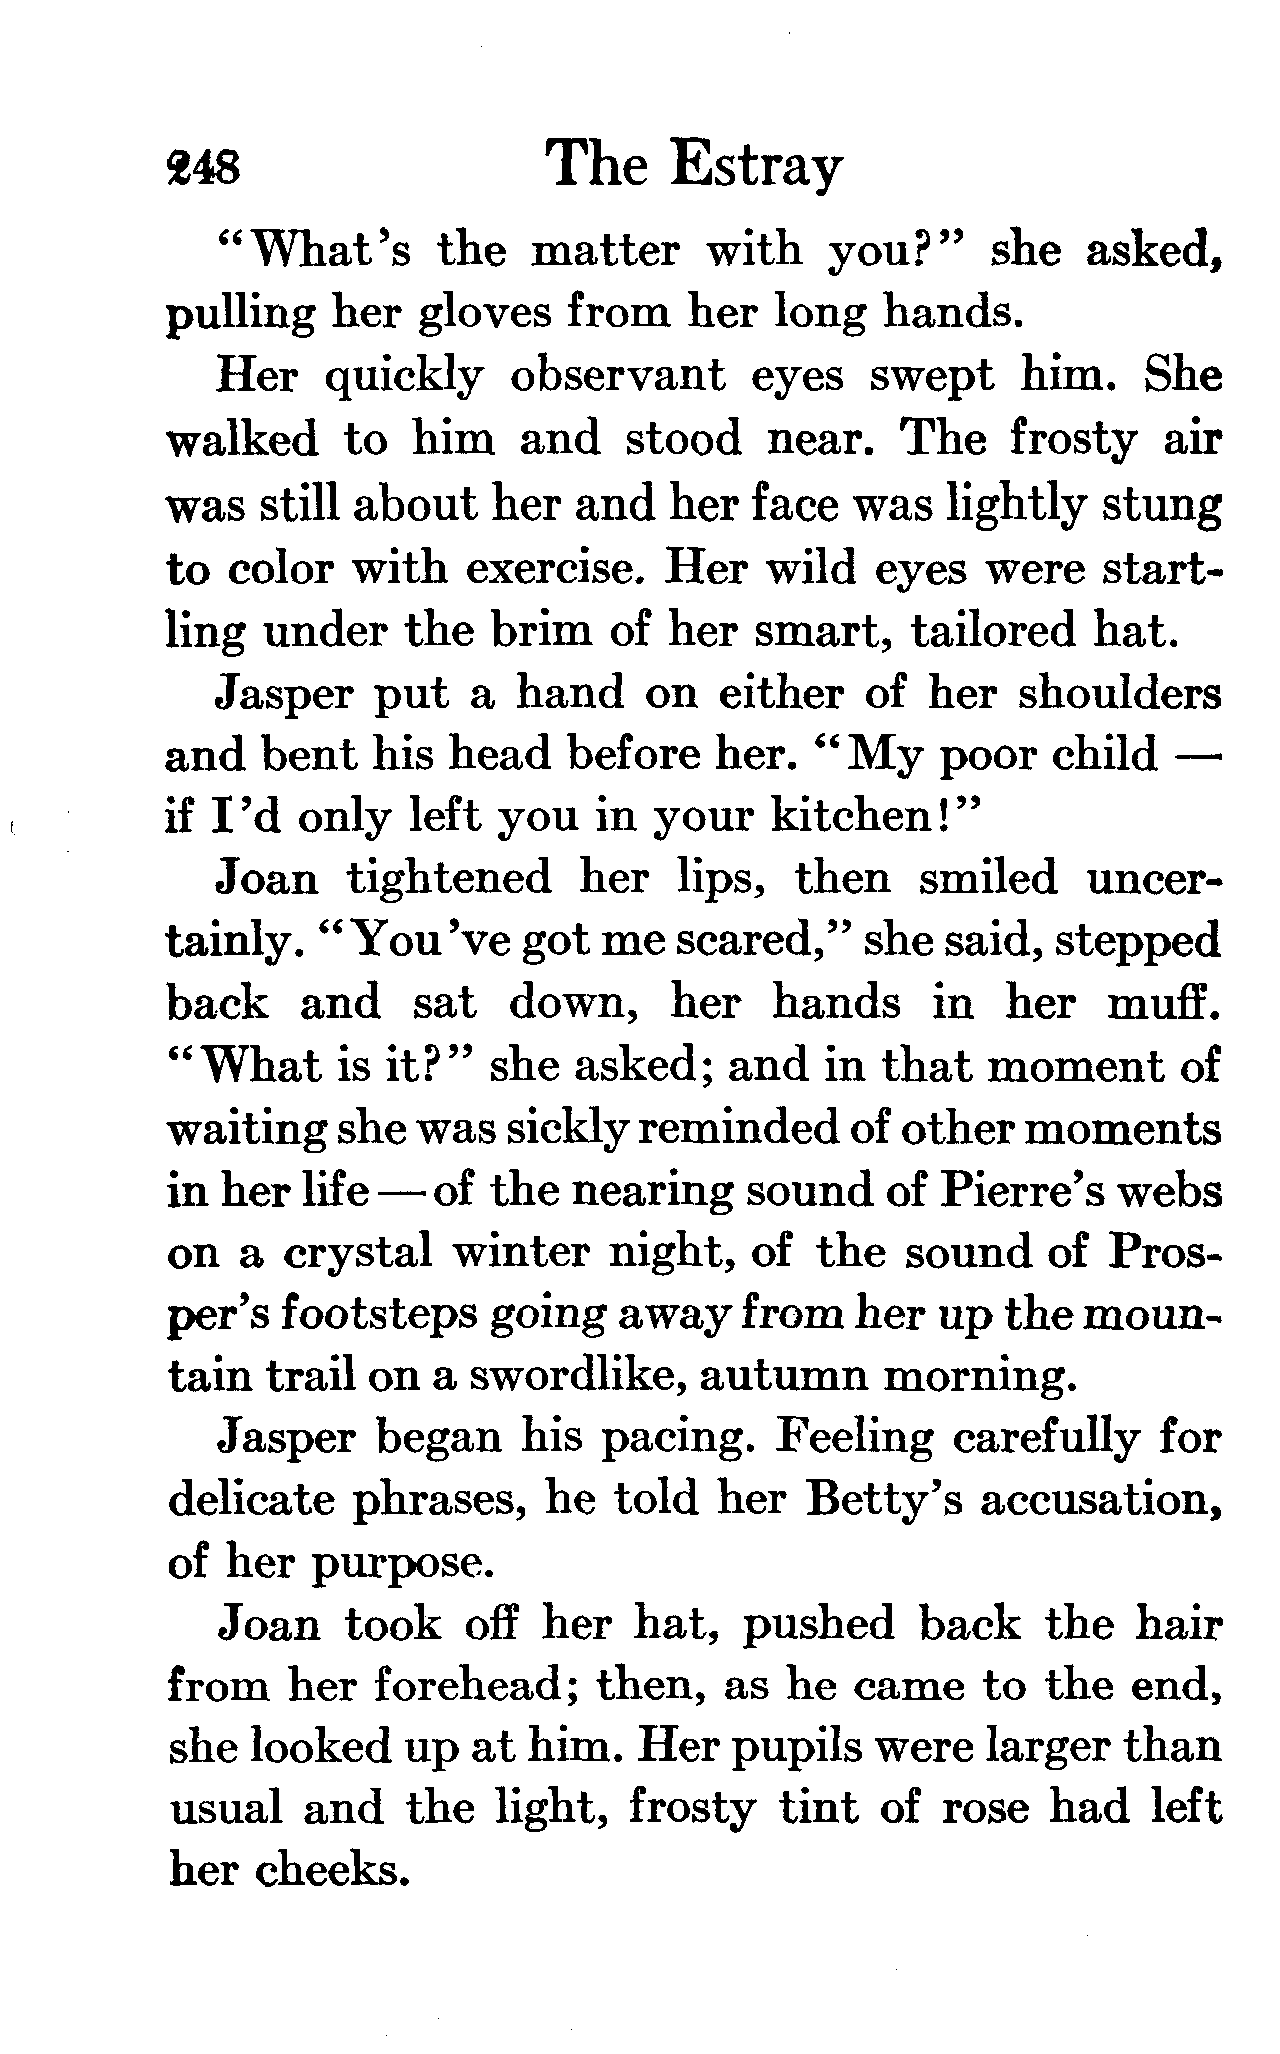 248 The Estray
"What's the matter with you?" she asked,
pulling her gloves from her long hands.
Her quickly observant eyes swept him. She
walked to him and stood near. The frosty air
was still about her and her face was lightly stung
to color with exercise. Her wild eyes were start-
ling under the brim of her smart, tailored hat.
Jasper put a hand on either of her shoulders
and bent his head before her. "My poor child —
if I'd only left you in your kitchen!"
Joan tightened her lips, then smiled uncer-
tainly. "You've got me scared," she said, stepped
back and sat down, her hands in her muff.
"What is it?" she asked; and in that moment of
waiting she was sickly reminded of other moments
in her life — of the nearing sound of Pierre's webs
on a crystal winter night, of the sound of Pros-
per's footsteps going away from her up the moun-
tain trail on a swordlike, autumn morning.
Jasper began his pacing. Feeling carefully for
delicate phrases, he told her Betty's accusation,
of her purpose.
Joan took off her hat, pushed back the hair
from her forehead; then, as he came to the end,
she looked up at him. Her pupils were larger than
usual and the light, frosty tint of rose had left
her cheeks.